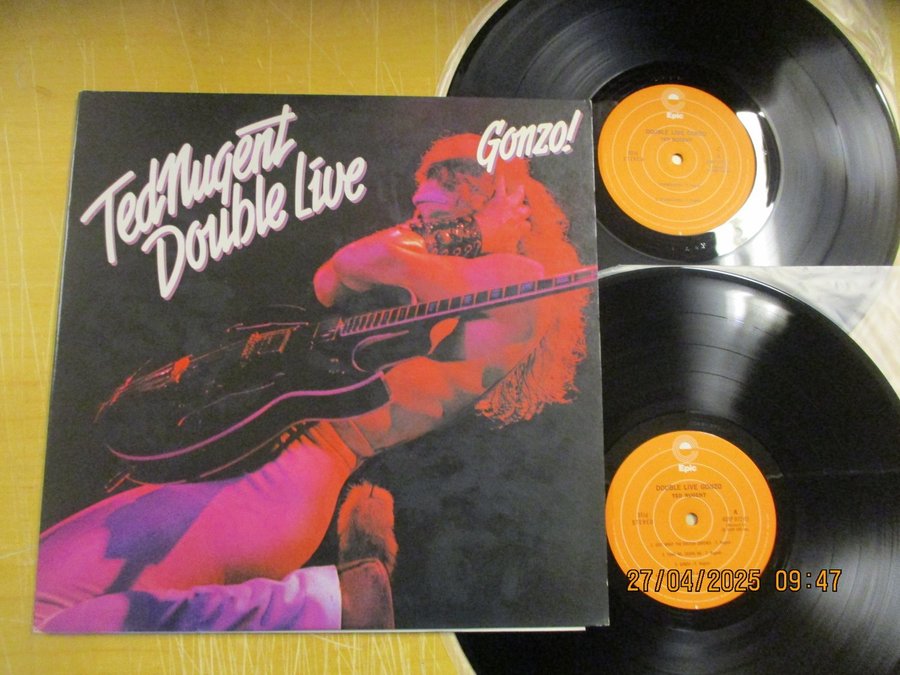 Ted Nugent
Double Live
Gonzo!
Epic
DOUBLE LIVE GONZO
TED NUGENT
STEREO
Epic
DOUBLE LIVE GONZO
TED NUGENT
STEREO
A
27/04/2025 09:47